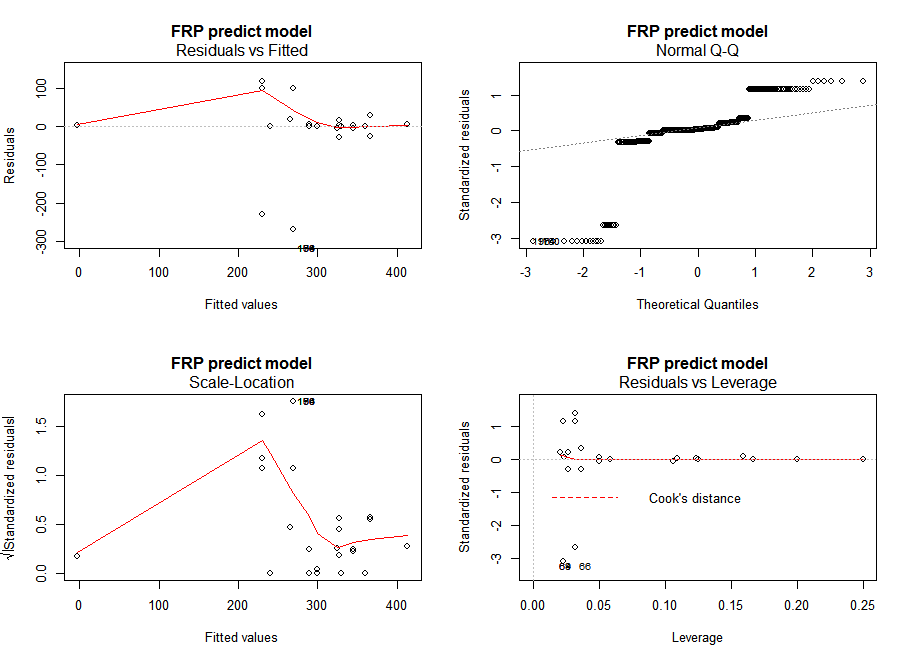 FRP predict model
Residuals vs Fitted
Residuals
100
0
-100
-200
-300
0
100
200
300
400
Fitted values
FRP predict model
Normal Q-Q
Standardized residuals
1
0
-1
-2
-3
-3
-2
-1
0
1
2
3
Theoretical Quantiles
FRP predict model
Scale-Location
√|Standardized residuals|
1.5
1.0
0.5
0.0
0
100
200
300
400
Fitted values
FRP predict model
Residuals vs Leverage
Standardized residuals
1
0
-1
-2
-3
Cook's distance
66
0.00
0.05
0.10
0.15
0.20
0.25
Leverage